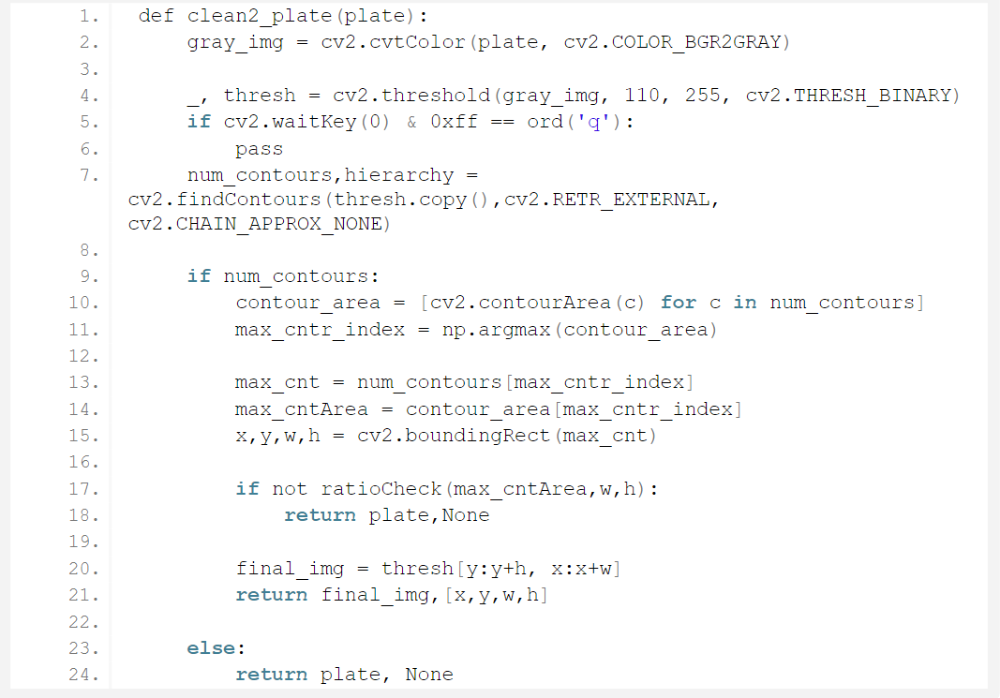 1. def clean2_plate(plate):
2. gray_img = cv2.cvtColor(plate, cv2.COLOR_BGR2GRAY)
3.
4. _, thresh = cv2.threshold(gray_img, 110, 255, cv2.THRESH_BINARY)
5. if cv2.waitKey(0) & 0xff == ord('q'):
6. pass
7. num_contours,hierarchy =
cv2.findContours(thresh.copy(),cv2.RETR_EXTERNAL,
cv2.CHAIN_APPROX_NONE)
8.
9. if num_contours:
10. contour_area = [cv2.contourArea(c) for c in num_contours]
11. max_cntr_index = np.argmax(contour_area)
12.
13. max_cnt = num_contours[max_cntr_index]
14. max_cntArea = contour_area[max_cntr_index]
15. x,y,w,h = cv2.boundingRect(max_cnt)
16.
17. if not ratioCheck(max_cntArea,w,h):
18. return plate,None
19.
20. final_img = thresh[y:y+h, x:x+w]
21. return final_img,[x,y,w,h]
22.
23. else:
24. return plate, None